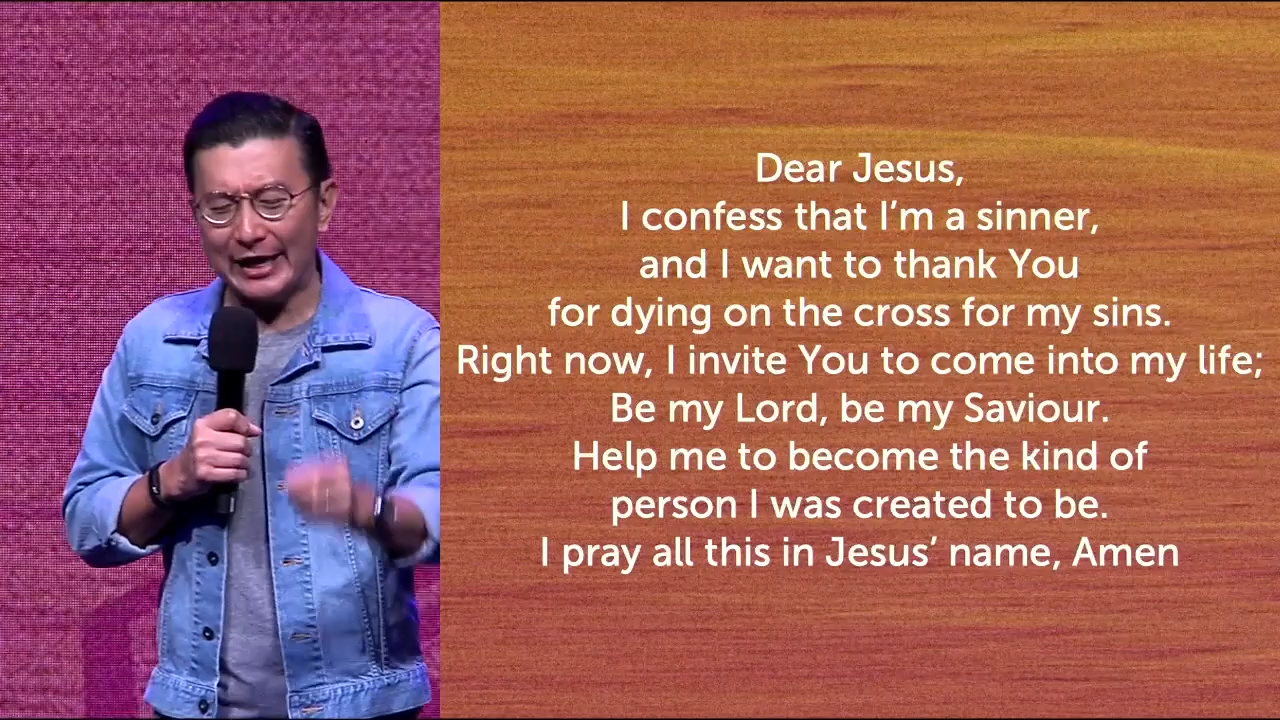 Dear Jesus,
I confess that I’m a sinner,
and I want to thank You
for dying on the cross for my sins.
Right now, I invite You to come into my life;
Be my Lord, be my Saviour.
Help me to become the kind of
person I was created to be.
I pray all this in Jesus’ name, Amen